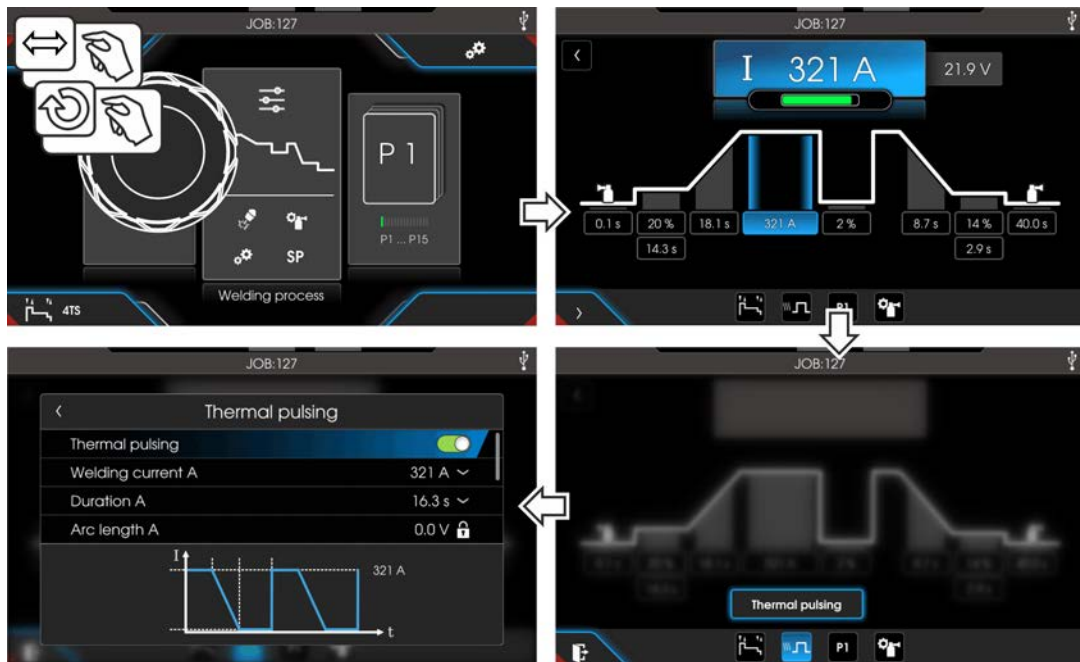 JOB:127
P 1
P1 ... P15
SP
Welding process
4TS
JOB:127
I 321 A
21.9 V
0.1 s 20 % 18.1 s 321 A 2 % 8.7 s 14 % 40.0 s
14.3 s 2.9 s
P1
JOB:127
Thermal pulsing
Thermal pulsing
Welding current A 321 A
Duration A 16.3 s
Arc length A 0.0 V
I
321 A
t
JOB:127
Thermal pulsing
P1